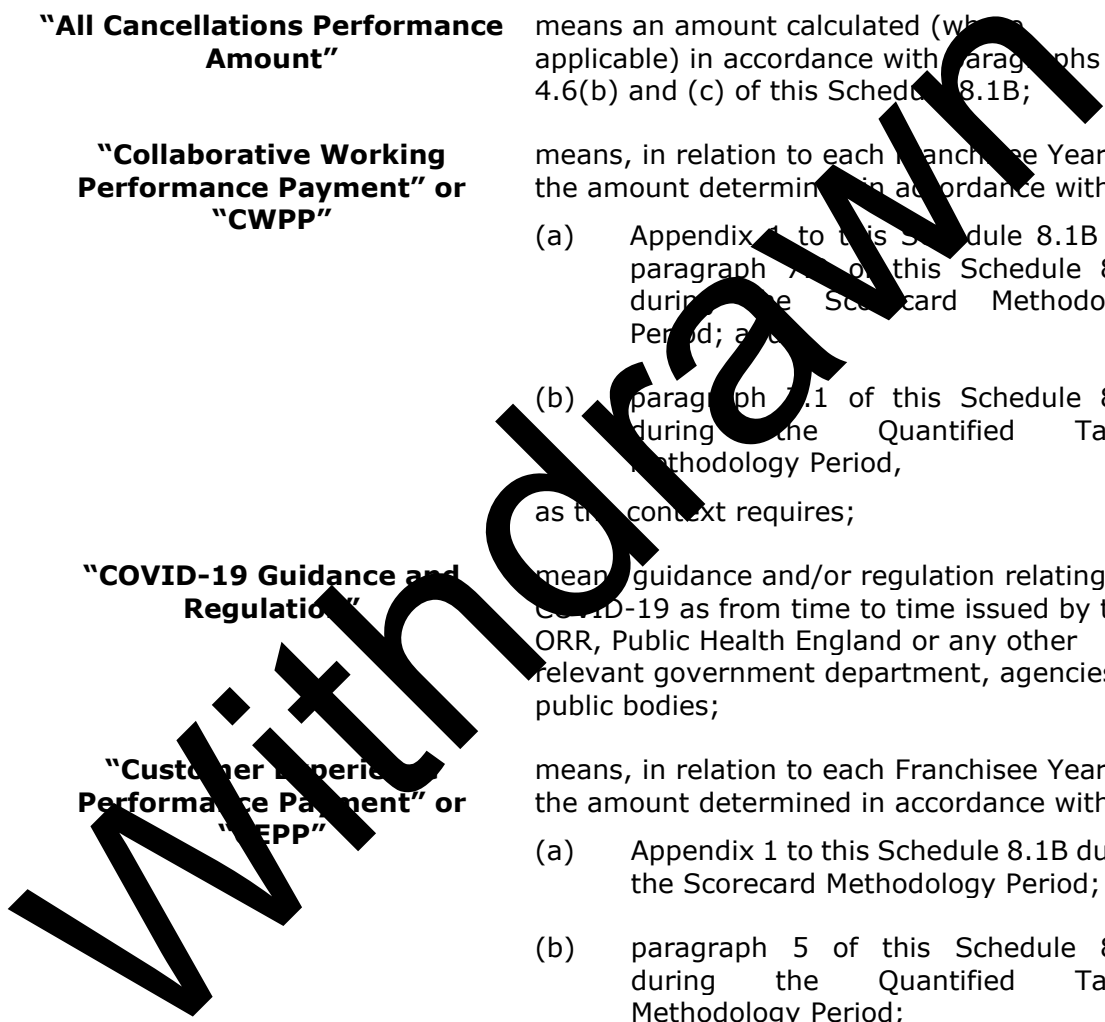 “All Cancellations Performance
Amount”
means an amount calculated (
applicable) in accordance with
4.6(b) and (c) of this Schedule 8.1B;
“Collaborative Working
Performance Payment” or
“CWPP”
means, in relation to each Franchisee Year
the amount determined in accordance with
(a) Appendix 1 to this Schedule 8.1B
paragraph of this Schedule
during the Scorecard
Period; and
(b) paragraph of this Schedule
during the Quantified
Methodology Period,
as the context requires;
“COVID-19 Guidance and
Regulation”
means guidance and/or regulation relating
COVID-19 as from time to time issued by
ORR, Public Health England or any other
relevant government department, agencies
public bodies;
“Customer Experience
Performance Payment” or
“CEPP”
means, in relation to each Franchisee Year
the amount determined in accordance with
(a) Appendix 1 to this Schedule 8.1B
the Scorecard Methodology Period;
(b) paragraph 5 of this Schedule
during the Quantified
Methodology Period;
Withdrawn